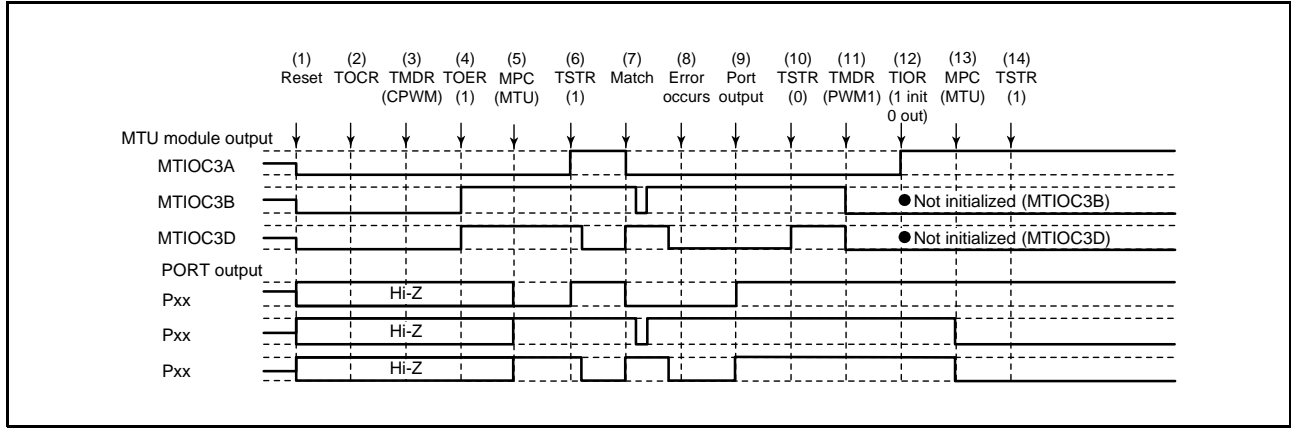 (1) (2) (3) (4) (5) (6) (7) (8) (9) (10) (11) (12) (13) (14)
Reset TOCR TMDR TOER MPC TSTR Match Error Port TSTR TMDR TIOR MPC TSTR
(CPWM) (1) (MTU) (1) occurs output (0) (PWM1) (1 init (MTU) (1)
0 out)
MTU module output
MTIOC3A
MTIOC3B ●Not initialized (MTIOC3B)
MTIOC3D ●Not initialized (MTIOC3D)
PORT output
Pxx Hi-Z
Pxx Hi-Z
Pxx Hi-Z